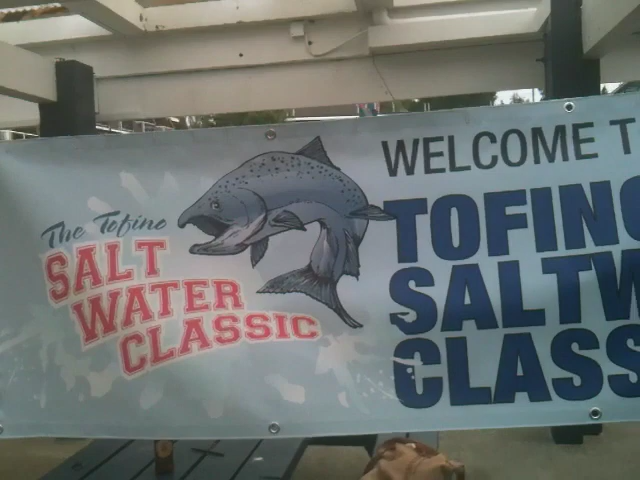 The Tofino
SALT
WATER
CLASSIC
WELCOME T
TOFINO
SALTW
CLASS